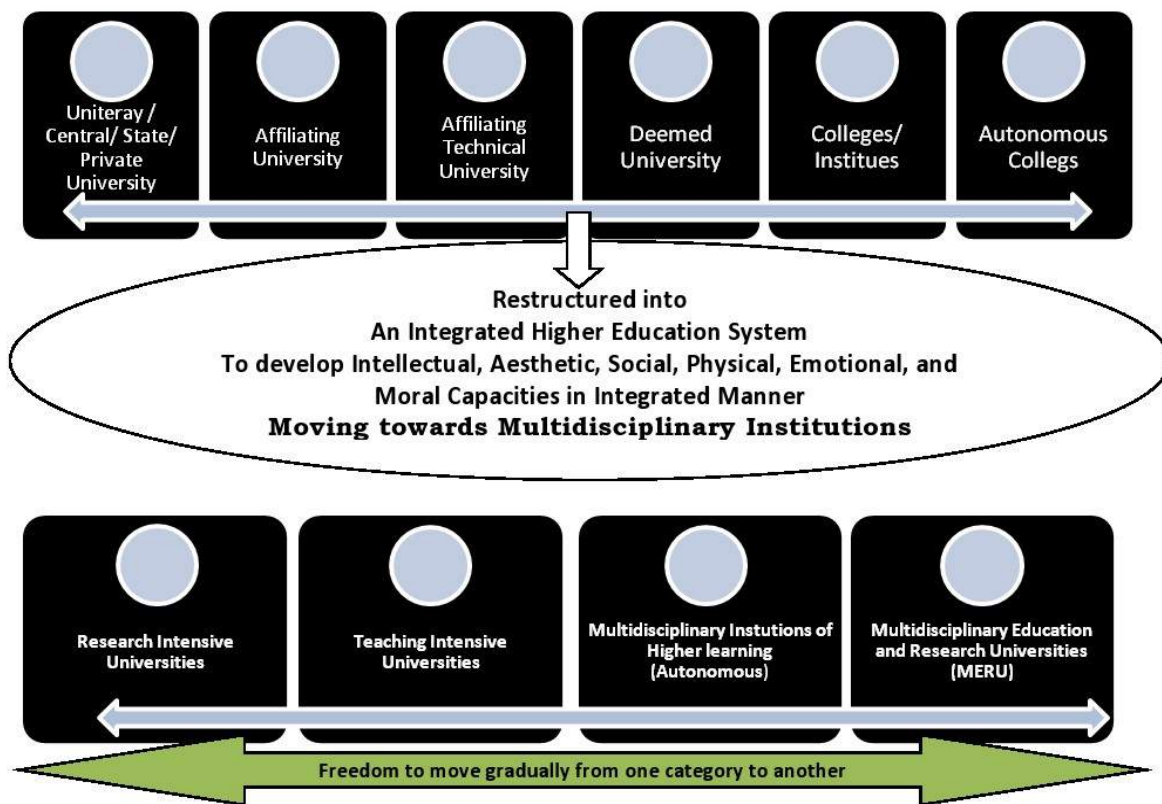 Uniteray /
Central/ State/
Private
University
Affiliating
University
Affiliating
Technical
University
Deemed
University
Colleges/
Institues
Autonomous
Collegs
Restructured into
An Integrated Higher Education System
To develop Intellectual, Aesthetic, Social, Physical, Emotional, and
Moral Capacities in Integrated Manner
Moving towards Multidisciplinary Institutions
Research Intensive
Universities
Teaching Intensive
Universities
Multidisciplinary Instutions of
Higher learning
(Autonomous)
Multidisciplinary Education
and Research Universities
(MERU)
Freedom to move gradually from one category to another